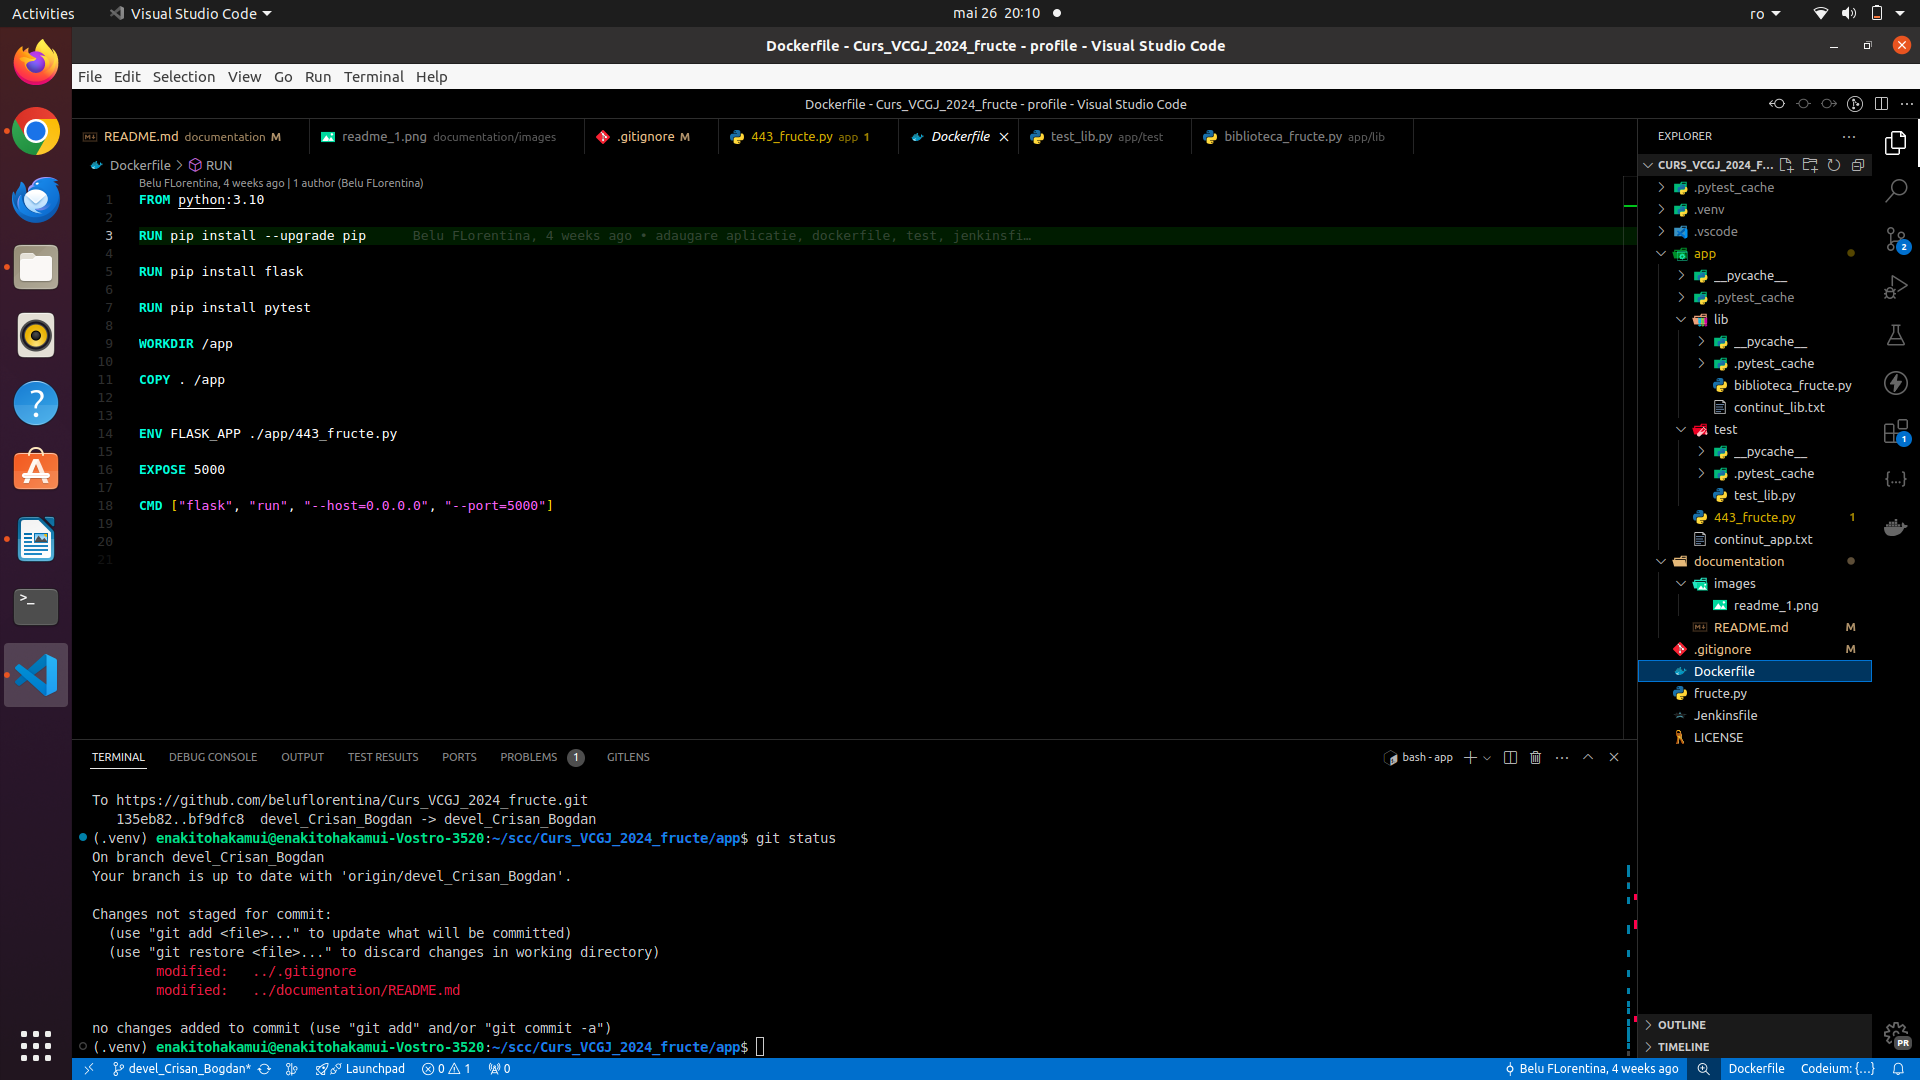 Activities
Visual Studio Code
mai 26 20:10
ro
Dockerfile - Curs_VCGJ_2024_fructe - profile - Visual Studio Code
File Edit Selection View Go Run Terminal Help
Dockerfile - Curs_VCGJ_2024_fructe - profile - Visual Studio Code
README.md documentation M
readme_1.png documentation/images
.gitignore M
443_fructe.py app 1
Dockerfile
test_lib.py app/test
biblioteca_fructe.py app/lib
Dockerfile > RUN
Belu FLorentina, 4 weeks ago | 1 author (Belu FLorentina)
1 FROM python:3.10
2
3 RUN pip install --upgrade pip Belu FLorentina, 4 weeks ago • adaugare aplicatie, dockerfile, test, jenkinsfi…
4
5 RUN pip install flask
6
7 RUN pip install pytest
8
9 WORKDIR /app
10
11 COPY . /app
12
13
14 ENV FLASK_APP ./app/443_fructe.py
15
16 EXPOSE 5000
17
18 CMD ["flask", "run", "--host=0.0.0.0", "--port=5000"]
19
20
21
EXPLORER
CURS_VCGJ_2024_F...
.pytest_cache
.venv
.vscode
app
__pycache__
.pytest_cache
lib
__pycache__
.pytest_cache
biblioteca_fructe.py
continut_lib.txt
test
__pycache__
.pytest_cache
test_lib.py
443_fructe.py 1
continut_app.txt
documentation
images
readme_1.png
README.md M
.gitignore M
Dockerfile
fructe.py
Jenkinsfile
LICENSE
OUTLINE
TIMELINE
2
1
PR
TERMINAL DEBUG CONSOLE OUTPUT TEST RESULTS PORTS PROBLEMS 1 GITLENS
bash - app
To https://github.com/beluflorentina/Curs_VCGJ_2024_fructe.git
135eb82..bf9dfc8 devel_Crisan_Bogdan -> devel_Crisan_Bogdan
(.venv) enakitohakamui@enakitohakamui-Vostro-3520:~/scc/Curs_VCGJ_2024_fructe/app$ git status
On branch devel_Crisan_Bogdan
Your branch is up to date with 'origin/devel_Crisan_Bogdan'.
Changes not staged for commit:
(use "git add <file>..." to update what will be committed)
(use "git restore <file>..." to discard changes in working directory)
modified: ../.gitignore
modified: ../documentation/README.md
no changes added to commit (use "git add" and/or "git commit -a")
(.venv) enakitohakamui@enakitohakamui-Vostro-3520:~/scc/Curs_VCGJ_2024_fructe/app$
devel_Crisan_Bogdan* Launchpad 0 1 0
Belu FLorentina, 4 weeks ago Dockerfile Codeium: {...}